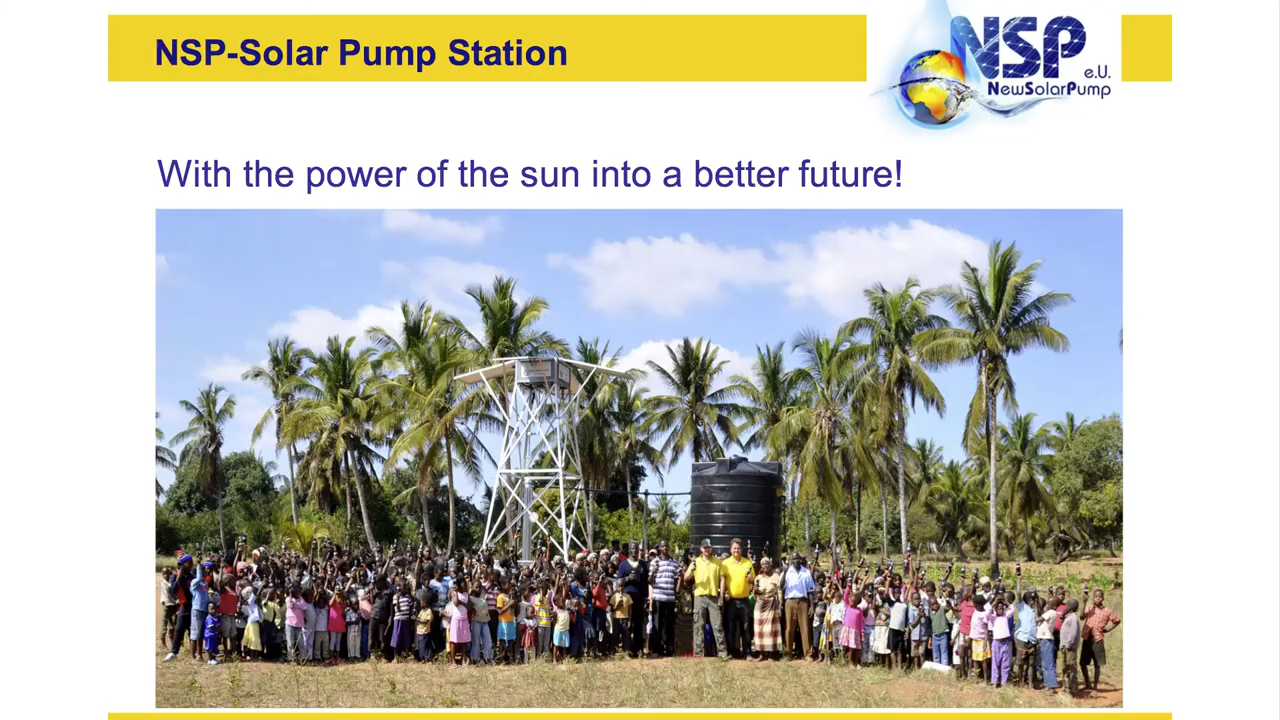 NSP-Solar Pump Station
NSP
e.U.
NewSolarPump
With the power of the sun into a better future!